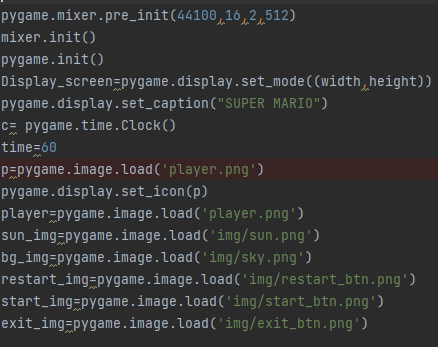 pygame.mixer.pre_init(44100,16,2,512)
mixer.init()
pygame.init()
Display_screen=pygame.display.set_mode((width,height))
pygame.display.set_caption("SUPER MARIO")
c= pygame.time.Clock()
time=60
p=pygame.image.load('player.png')
pygame.display.set_icon(p)
player=pygame.image.load('player.png')
sun_img=pygame.image.load('img/sun.png')
bg_img=pygame.image.load('img/sky.png')
restart_img=pygame.image.load('img/restart_btn.png')
start_img=pygame.image.load('img/start_btn.png')
exit_img=pygame.image.load('img/exit_btn.png')